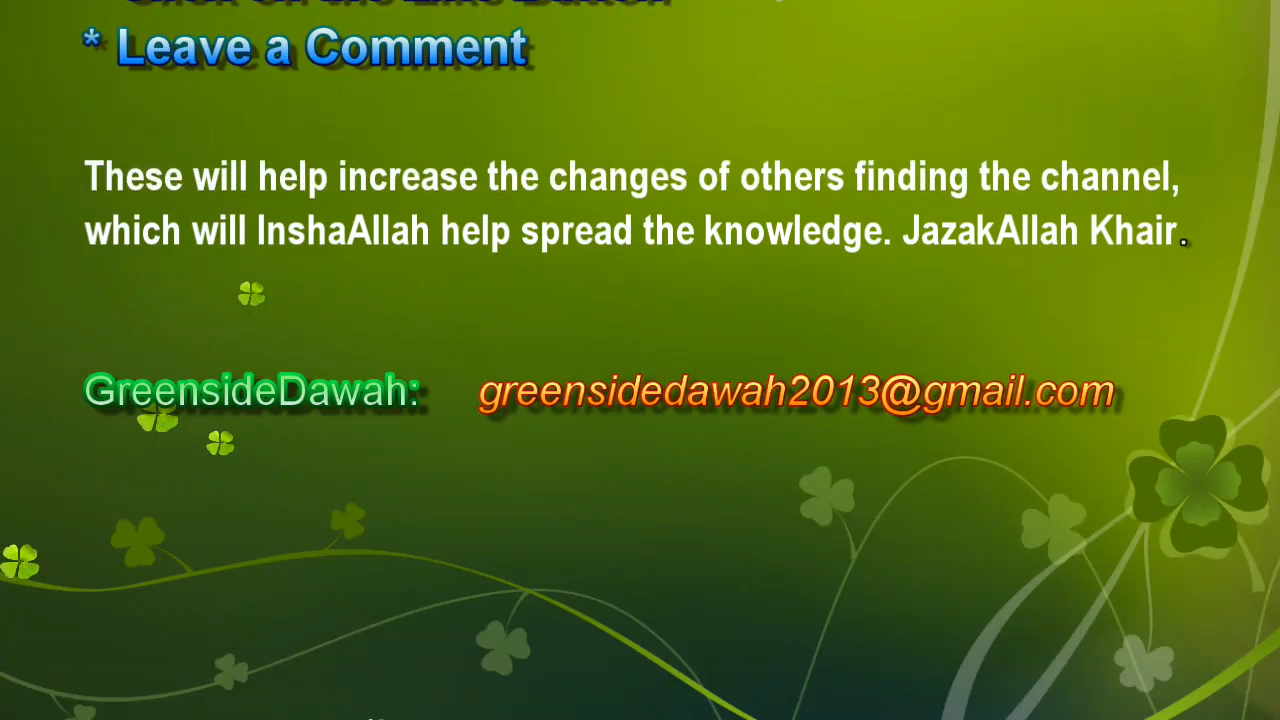 * Leave a Comment
These will help increase the changes of others finding the channel,
which will InshaAllah help spread the knowledge. JazakAllah Khair.
GreensideDawah: greensidedawah2013@gmail.com